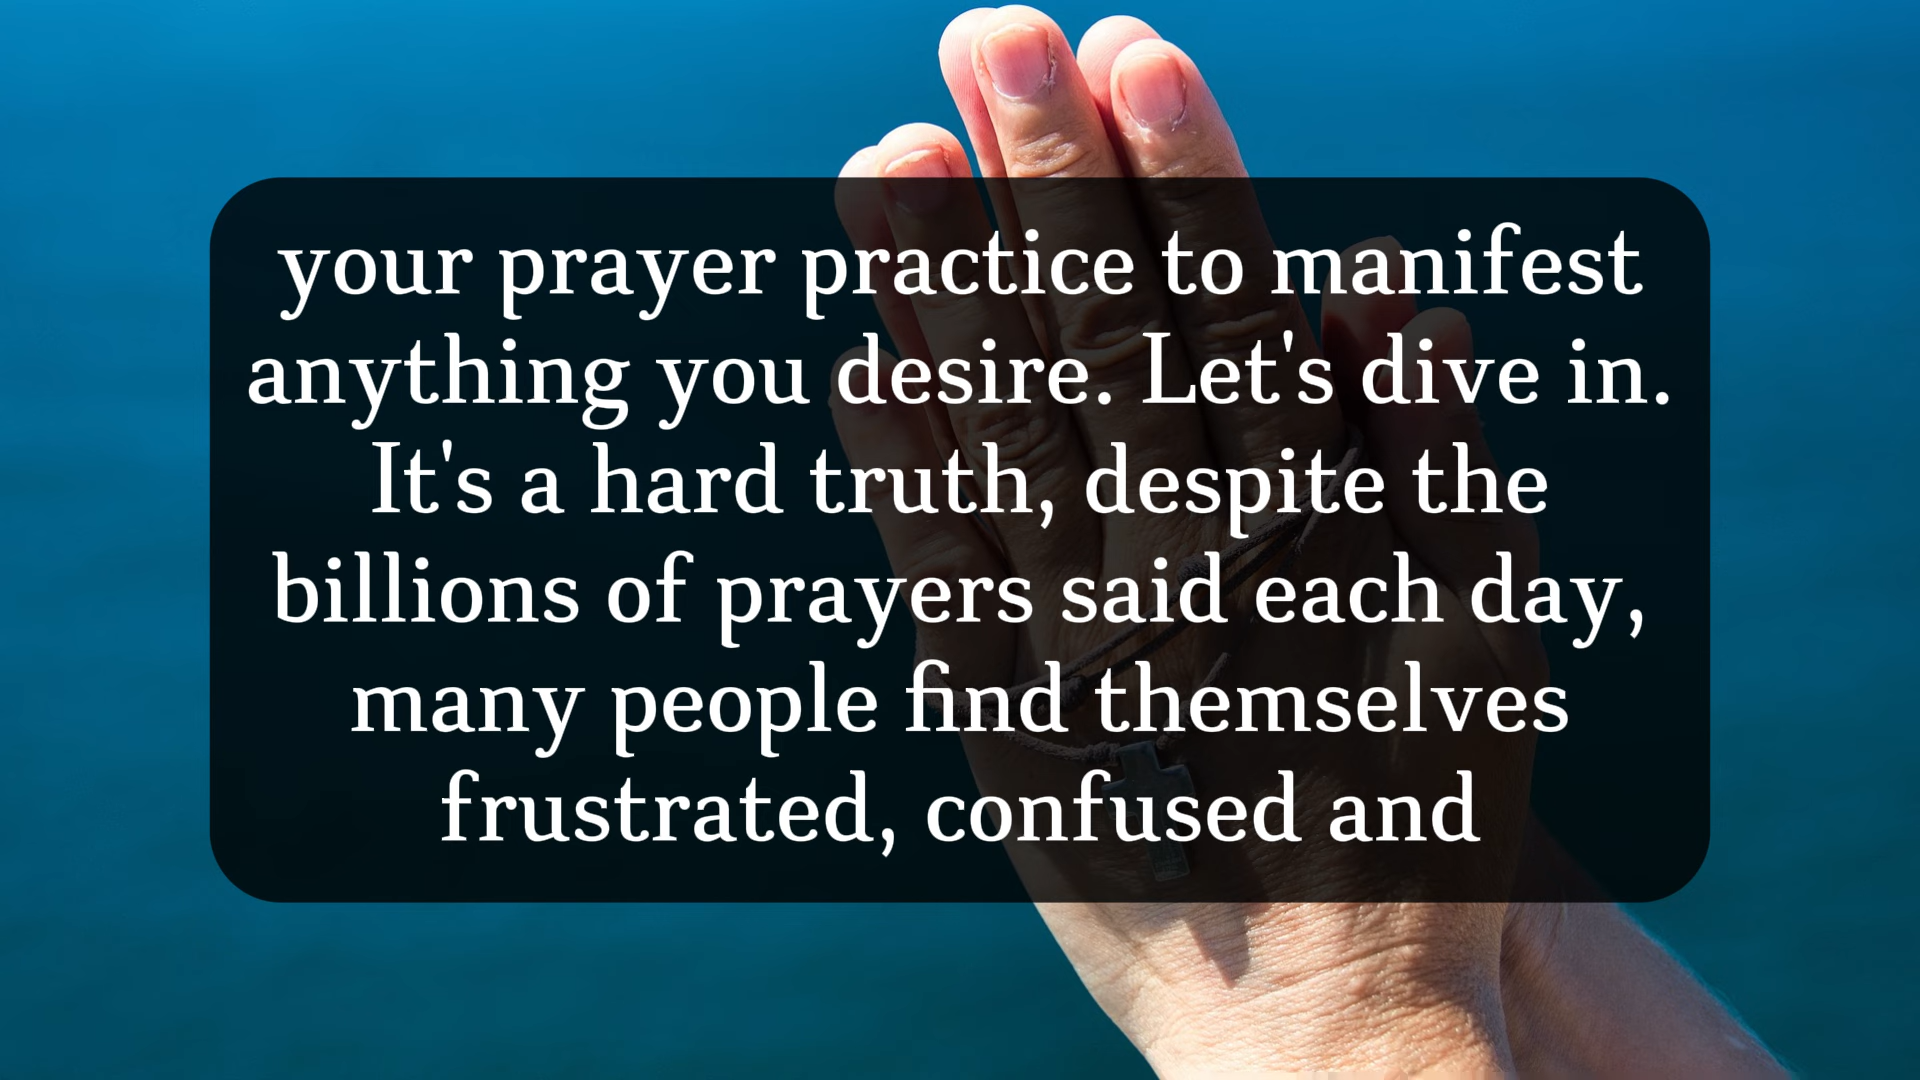 your prayer practice to manifest
anything you desire. Let's dive in.
It's a hard truth, despite the
billions of prayers said each day,
many people find themselves
frustrated, confused and